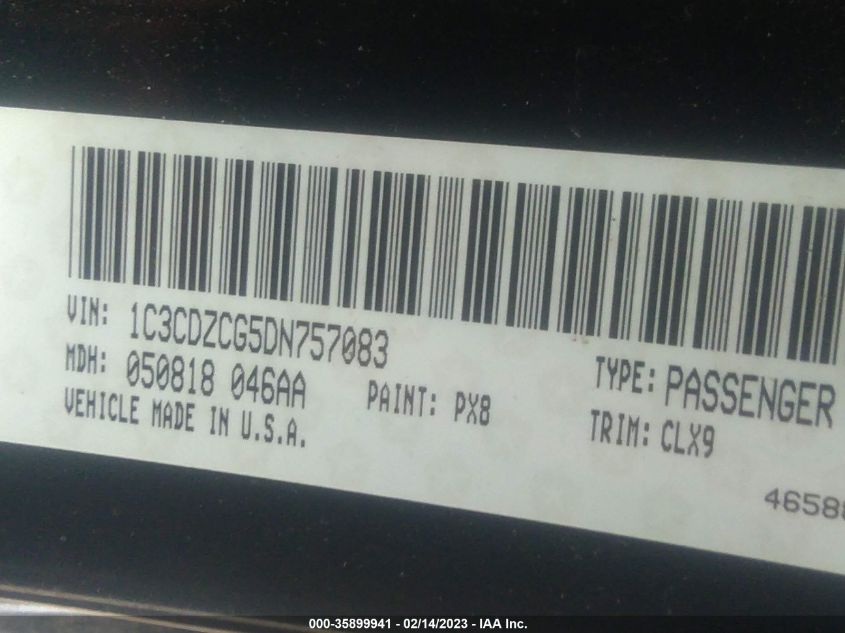 VIN: 1C3CDZCG5DN757083
MDH: 050818 046AA PAINT: PX8 TYPE: PASSENGER
VEHICLE MADE IN U.S.A. TRIM: CLX9
4658
000-35899941 - 02/14/2023 - IAA Inc.